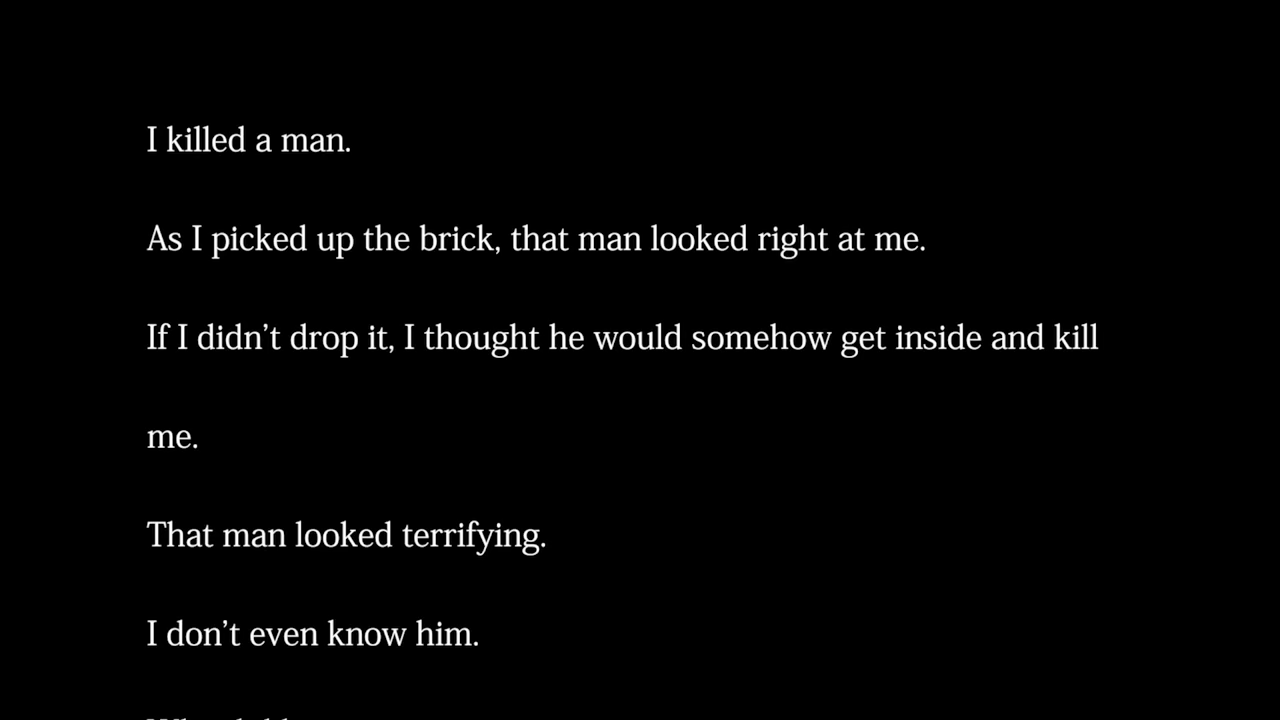 I killed a man.
As I picked up the brick, that man looked right at me.
If I didn’t drop it, I thought he would somehow get inside and kill
me.
That man looked terrifying.
I don’t even know him.